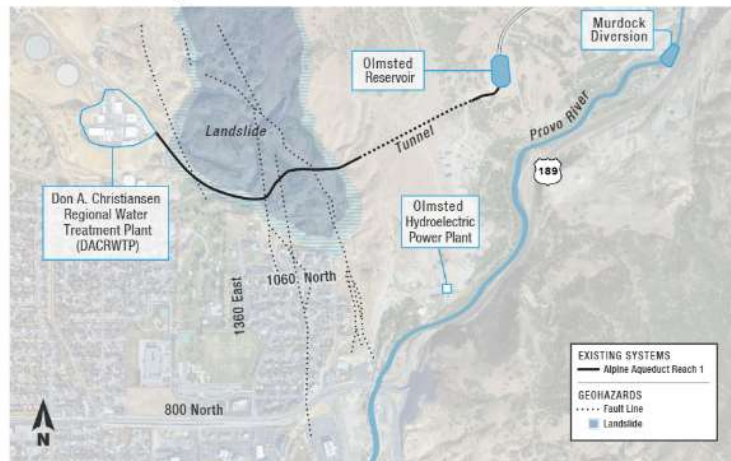 Murdock
Diversion
Olmsted
Reservoir
Landslide
Tunnel
Provo River
189
Don A. Christiansen
Regional Water
Treatment Plant
(DACRWTP)
Olmsted
Hydroelectric
Power Plant
1060 North
1360 East
800 North
N
EXISTING SYSTEMS
Alpine Aqueduct Reach 1
GEOHAZARDS
Fault Line
Landslide